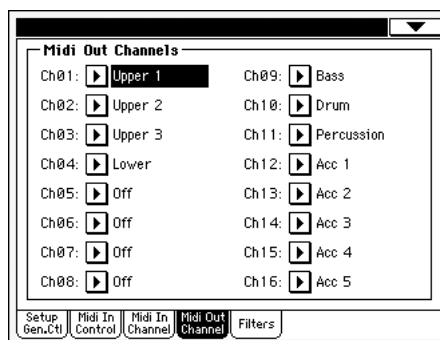 Midi Out Channels
Ch01: Upper 1
Ch02: Upper 2
Ch03: Upper 3
Ch04: Lower
Ch05: Off
Ch06: Off
Ch07: Off
Ch08: Off
Ch09: Bass
Ch10: Drum
Ch11: Percussion
Ch12: Acc 1
Ch13: Acc 2
Ch14: Acc 3
Ch15: Acc 4
Ch16: Acc 5
Setup Gen.Ctl
Midi In Control
Midi In Channel
Midi Out Channel
Filters